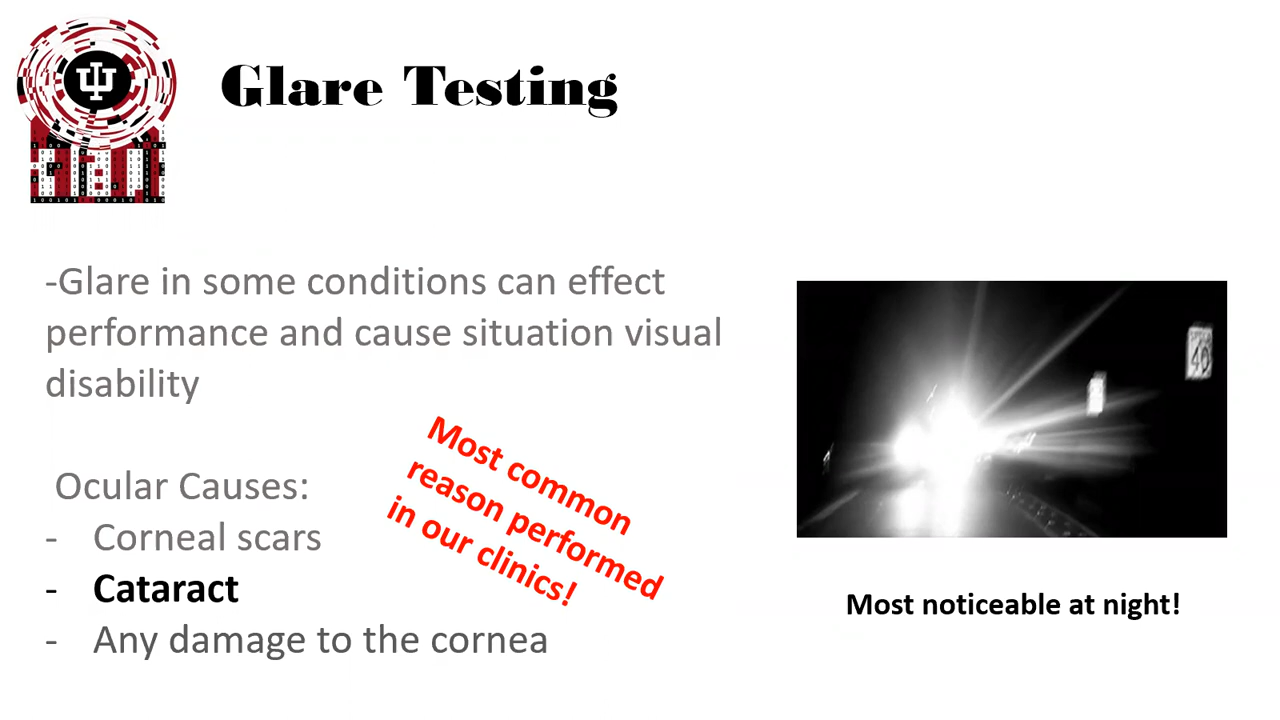 Glare Testing
-Glare in some conditions can effect
performance and cause situation visual
disability
Ocular Causes:
- Corneal scars
- Cataract
- Any damage to the cornea
Most common
reason performed
in our clinics!
40
Most noticeable at night!